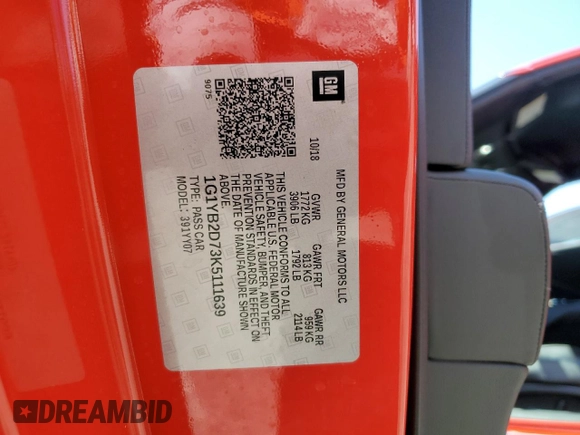 GM
MFD BY GENERAL MOTORS LLC
10/18
GVWR
1772 KG
3906 LB
GAWR FRT
813 KG
1792 LB
GAWR RR
959 KG
2114 LB
THIS VEHICLE CONFORMS TO ALL
APPLICABLE U.S. FEDERAL MOTOR
VEHICLE SAFETY, BUMPER, AND THEFT
PREVENTION STANDARDS IN EFFECT ON
THE DATE OF MANUFACTURE SHOWN
ABOVE.
1G1YB2D73K5111639
TYPE: PASS CAR
MODEL: 391YY07
9075
DREAMBID